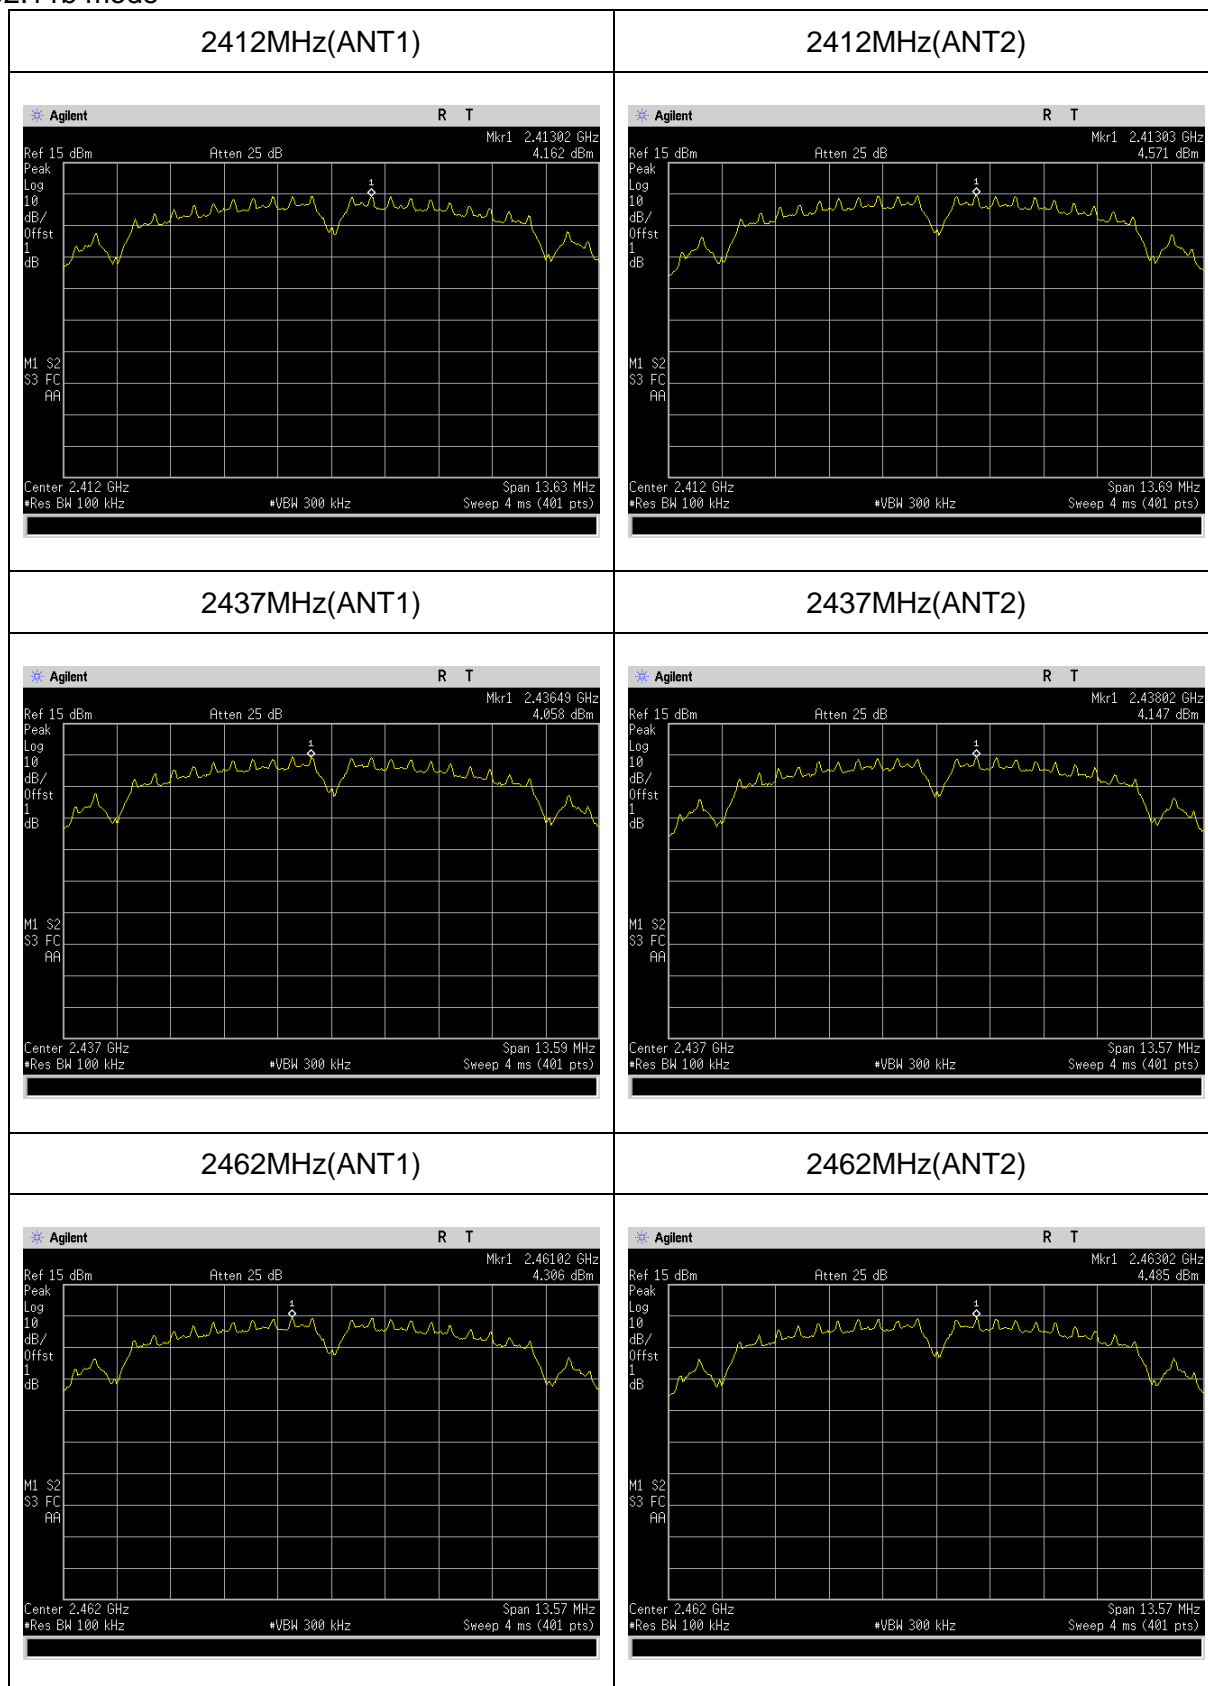 2412MHz(ANT1)
2412MHz(ANT2)
Agilent R T
Mkr1 2.41302 GHz
Ref 15 dBm Atten 25 dB 4.162 dBm
Peak
Log
10
dB/
Offst
1
dB
M1 S2
S3 FC
AA
Center 2.412 GHz Span 13.63 MHz
#Res BW 100 kHz #VBW 300 kHz Sweep 4 ms (401 pts)
1
Agilent R T
Mkr1 2.41303 GHz
Ref 15 dBm Atten 25 dB 4.571 dBm
Peak
Log
10
dB/
Offst
1
dB
M1 S2
S3 FC
AA
Center 2.412 GHz Span 13.69 MHz
#Res BW 100 kHz #VBW 300 kHz Sweep 4 ms (401 pts)
1
2437MHz(ANT1)
2437MHz(ANT2)
Agilent R T
Mkr1 2.43649 GHz
Ref 15 dBm Atten 25 dB 4.058 dBm
Peak
Log
10
dB/
Offst
1
dB
M1 S2
S3 FC
AA
Center 2.437 GHz Span 13.59 MHz
#Res BW 100 kHz #VBW 300 kHz Sweep 4 ms (401 pts)
1
Agilent R T
Mkr1 2.43802 GHz
Ref 15 dBm Atten 25 dB 4.147 dBm
Peak
Log
10
dB/
Offst
1
dB
M1 S2
S3 FC
AA
Center 2.437 GHz Span 13.57 MHz
#Res BW 100 kHz #VBW 300 kHz Sweep 4 ms (401 pts)
1
2462MHz(ANT1)
2462MHz(ANT2)
Agilent R T
Mkr1 2.46102 GHz
Ref 15 dBm Atten 25 dB 4.306 dBm
Peak
Log
10
dB/
Offst
1
dB
M1 S2
S3 FC
AA
Center 2.462 GHz Span 13.57 MHz
#Res BW 100 kHz #VBW 300 kHz Sweep 4 ms (401 pts)
1
Agilent R T
Mkr1 2.46302 GHz
Ref 15 dBm Atten 25 dB 4.485 dBm
Peak
Log
10
dB/
Offst
1
dB
M1 S2
S3 FC
AA
Center 2.462 GHz Span 13.57 MHz
#Res BW 100 kHz #VBW 300 kHz Sweep 4 ms (401 pts)
1